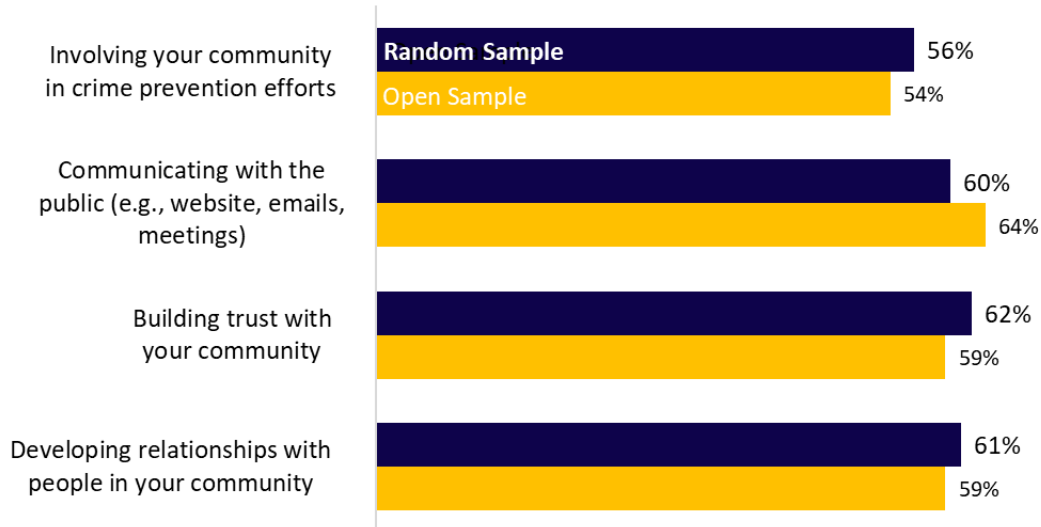 Involving your community
in crime prevention efforts
Random Sample
56%
Open Sample
54%
Communicating with the
public (e.g., website, emails,
meetings)
60%
64%
Building trust with
your community
62%
59%
Developing relationships with
people in your community
61%
59%